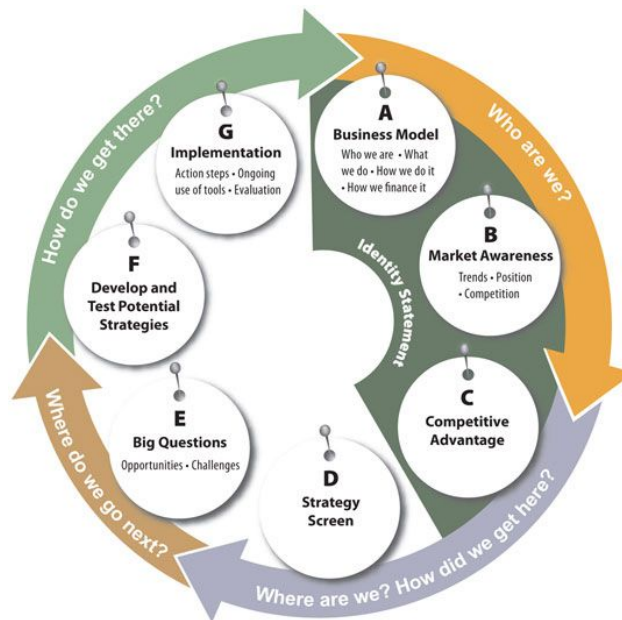 Who are we?
A
Business Model
Who we are • What
we do • How we do it
• How we finance it
B
Market Awareness
Trends • Position
• Competition
Identity Statement
C
Competitive
Advantage
Where are we? How did we get here?
D
Strategy
Screen
Where do we go next?
E
Big Questions
Opportunities • Challenges
How do we get there?
F
Develop and
Test Potential
Strategies
G
Implementation
Action steps • Ongoing
use of tools • Evaluation